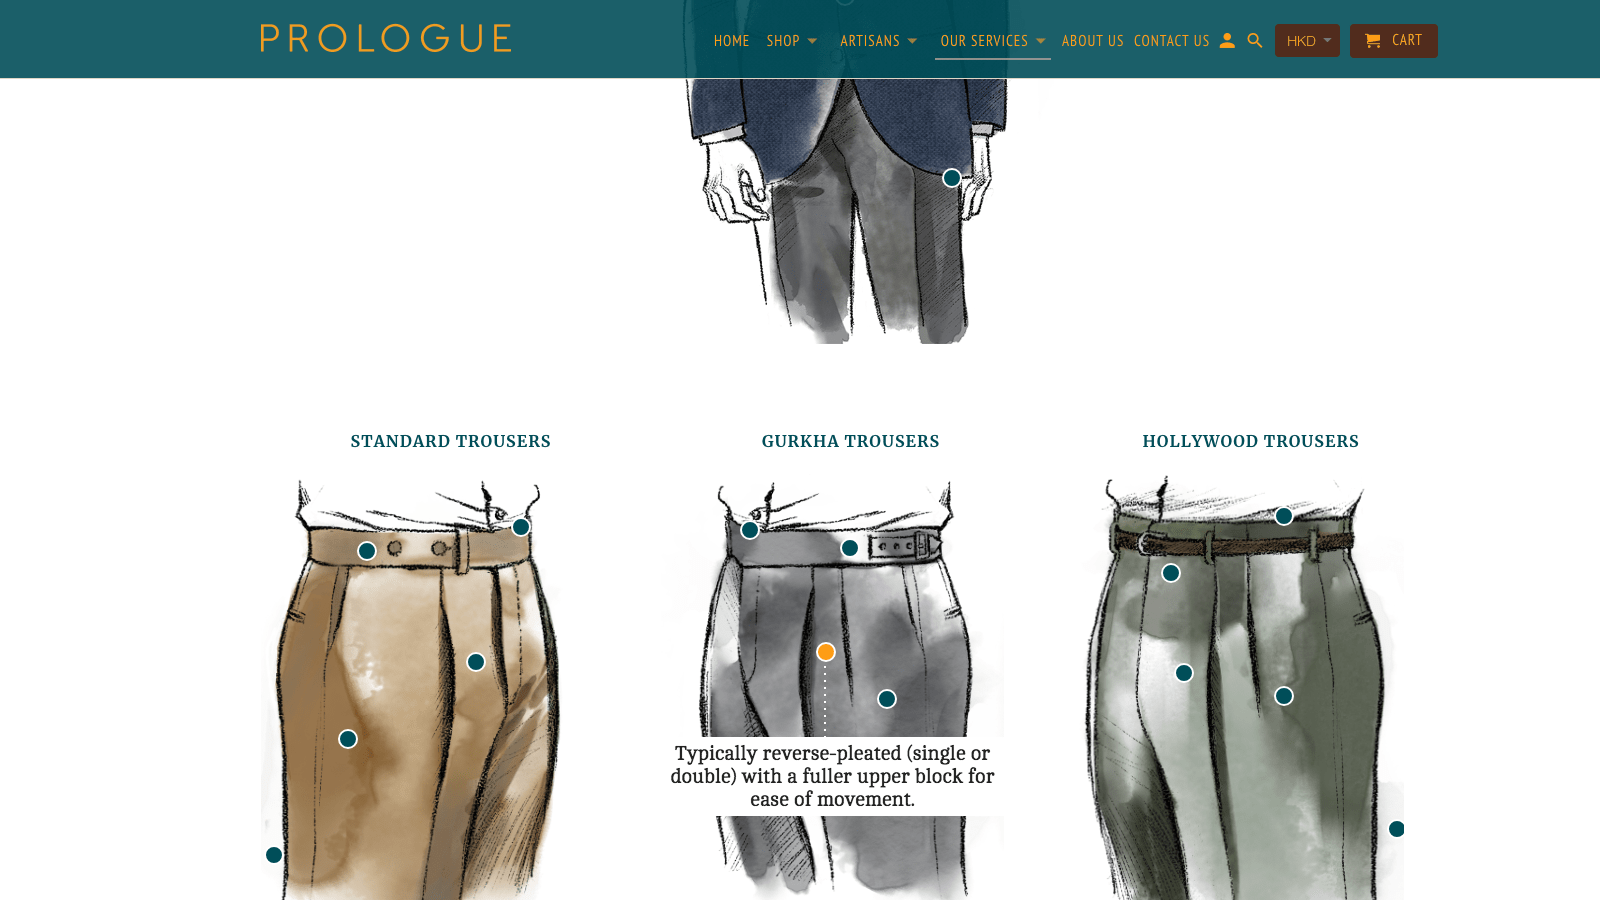 PROLOGUE
HOME
SHOP
ARTISANS
OUR SERVICES
ABOUT US
CONTACT US
HKD
CART
STANDARD TROUSERS
GURKHA TROUSERS
HOLLYWOOD TROUSERS
Typically reverse-pleated (single or
double) with a fuller upper block for
ease of movement.